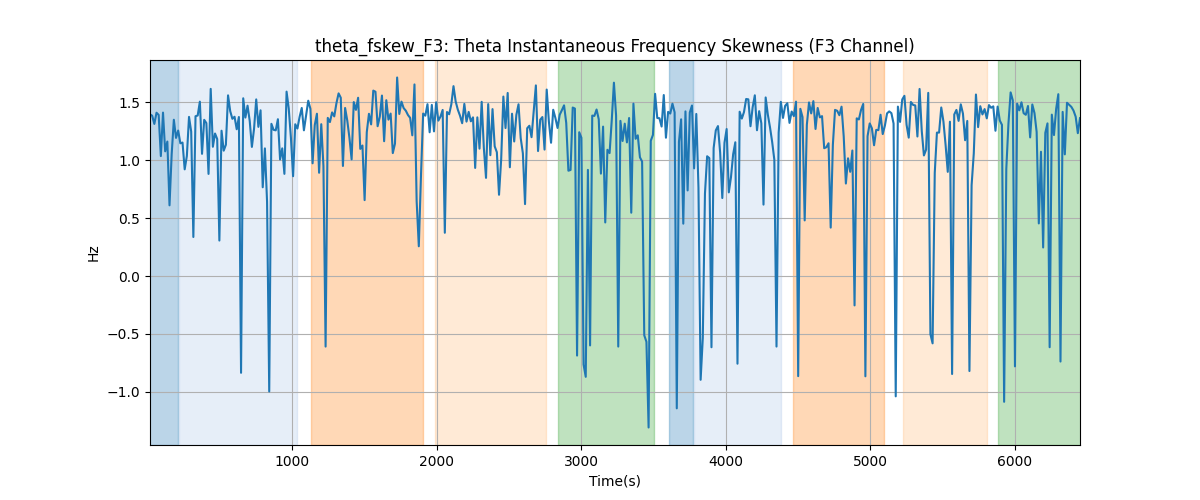 theta_fskew_F3: Theta Instantaneous Frequency Skewness (F3 Channel)
1.5
1.0
0.5
0.0
−0.5
−1.0
Hz
1000 2000 3000 4000 5000 6000
Time(s)